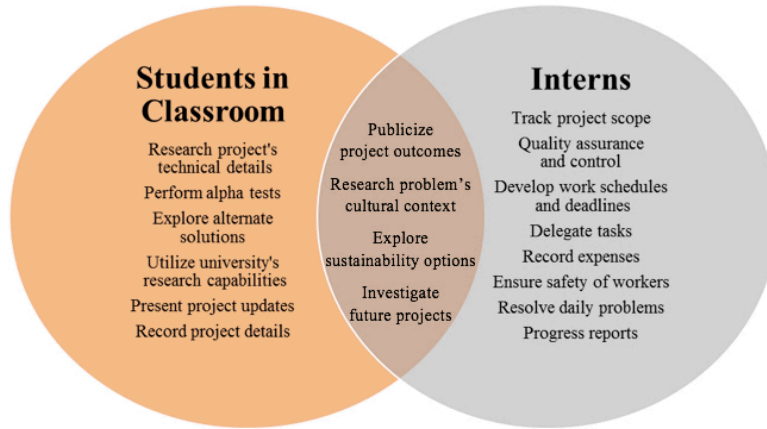 Students in
Classroom
Research project's
technical details
Perform alpha tests
Explore alternate
solutions
Utilize university's
research capabilities
Present project updates
Record project details
Publicize
project outcomes
Research problem’s
cultural context
Explore
sustainability options
Investigate
future projects
Interns
Track project scope
Quality assurance
and control
Develop work schedules
and deadlines
Delegate tasks
Record expenses
Ensure safety of workers
Resolve daily problems
Progress reports